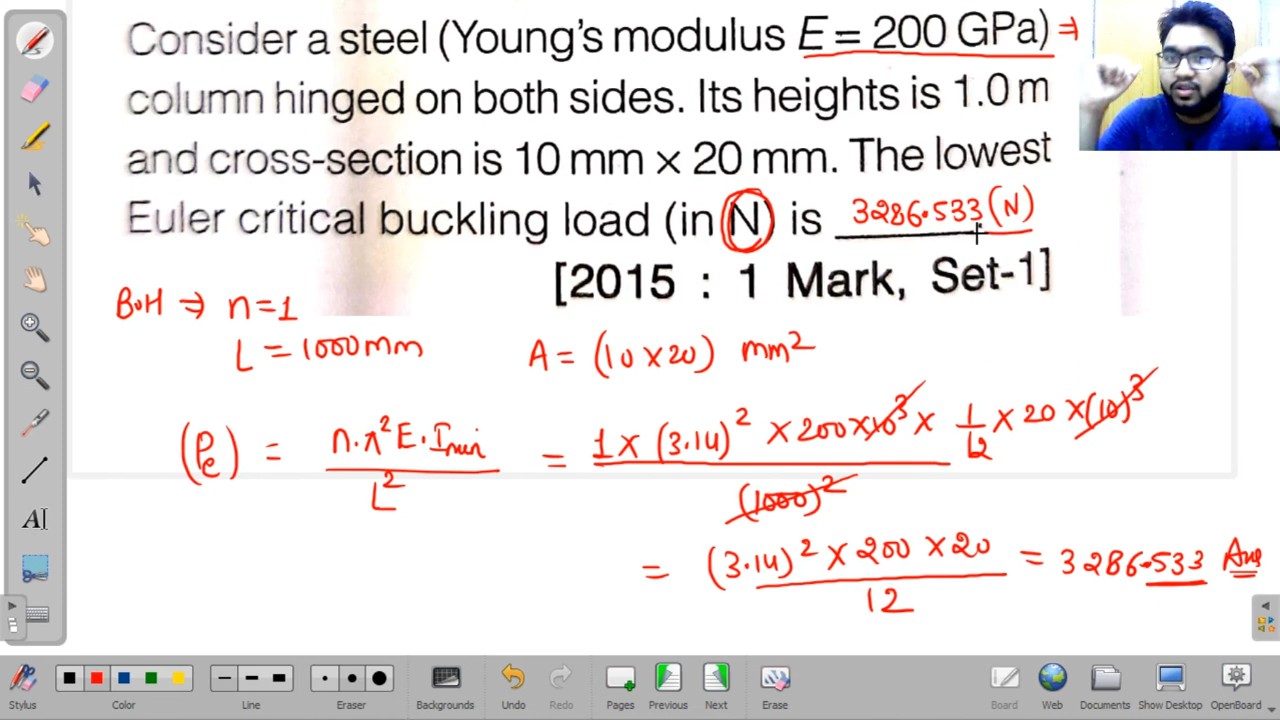 Consider a steel (Young's modulus E = 200 GPa) ⇒
column hinged on both sides. Its heights is 1.0 m
and cross-section is 10 mm × 20 mm. The lowest
Euler critical buckling load (in N) is 3286.533 (N)
[2015 : 1 Mark, Set-1]
BOH ⇒ n=1
L = 1000mm A = (10 × 20) mm²
(Pe) = n.π²E.Imin / L² = 1 × (3.14)² × 200×10³ × 1/12 × 20 × (10)³ / (1000)²
= (3.14)² × 200 × 20 / 12 = 3286.533 Ans
Color
Line
Eraser
Backgrounds
Undo
Redo
Pages
Previous
Next
Erase
Board
Web
Documents
Show Desktop
OpenBoard